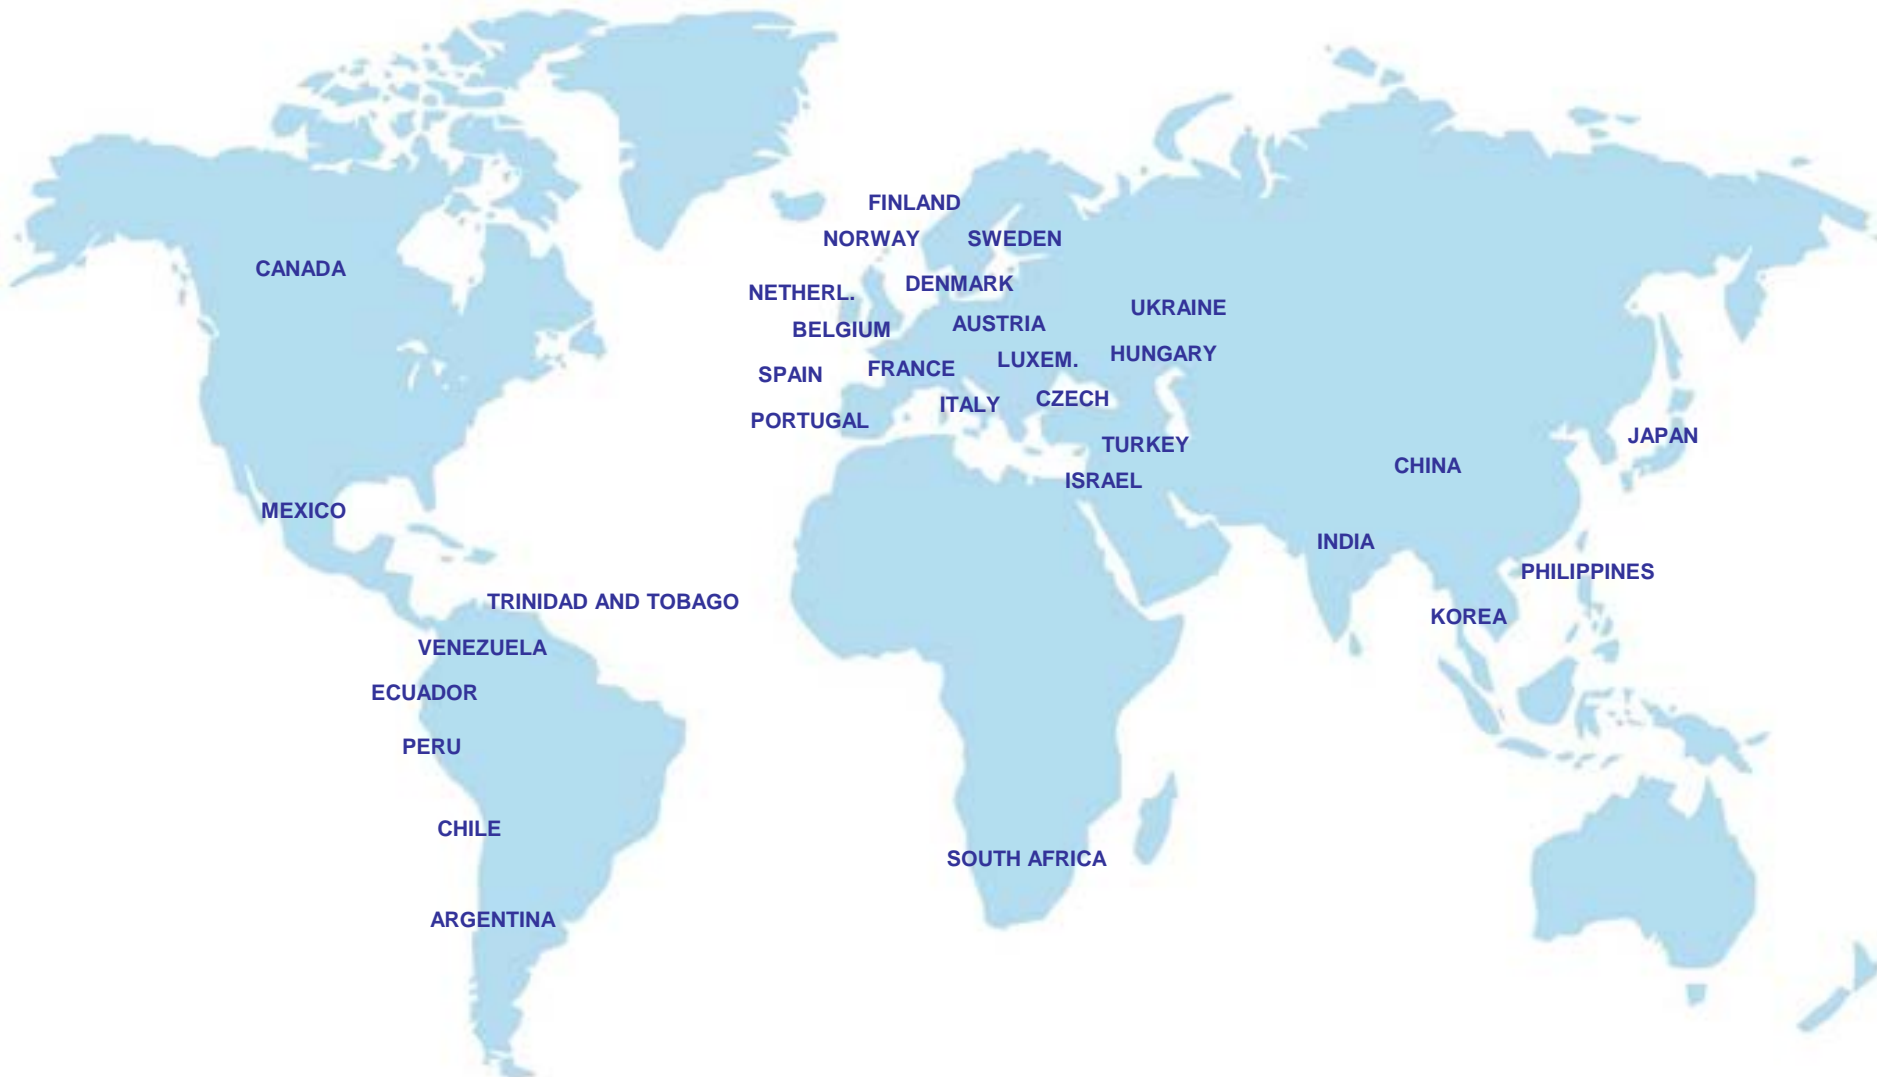 FINLAND
NORWAY
SWEDEN
CANADA
DENMARK
NETHERL.
UKRAINE
AUSTRIA
BELGIUM
HUNGARY
LUXEM.
FRANCE
SPAIN
CZECH
ITALY
PORTUGAL
JAPAN
TURKEY
CHINA
ISRAEL
MEXICO
INDIA
PHILIPPINES
TRINIDAD AND TOBAGO
KOREA
VENEZUELA
ECUADOR
PERU
CHILE
SOUTH AFRICA
ARGENTINA